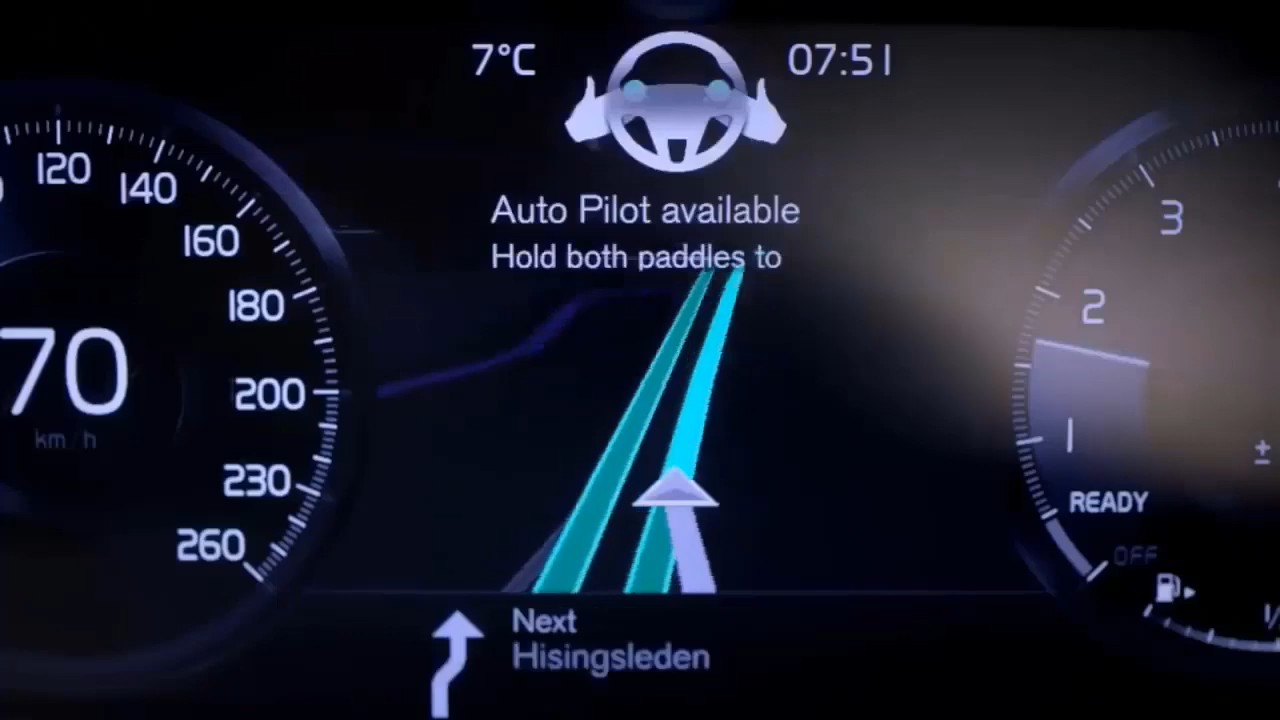 7°C
07:51
Auto Pilot available
Hold both paddles to
120
140
160
180
200
230
260
70
km/h
3
2
1
READY
OFF
Next
Hisingsleden